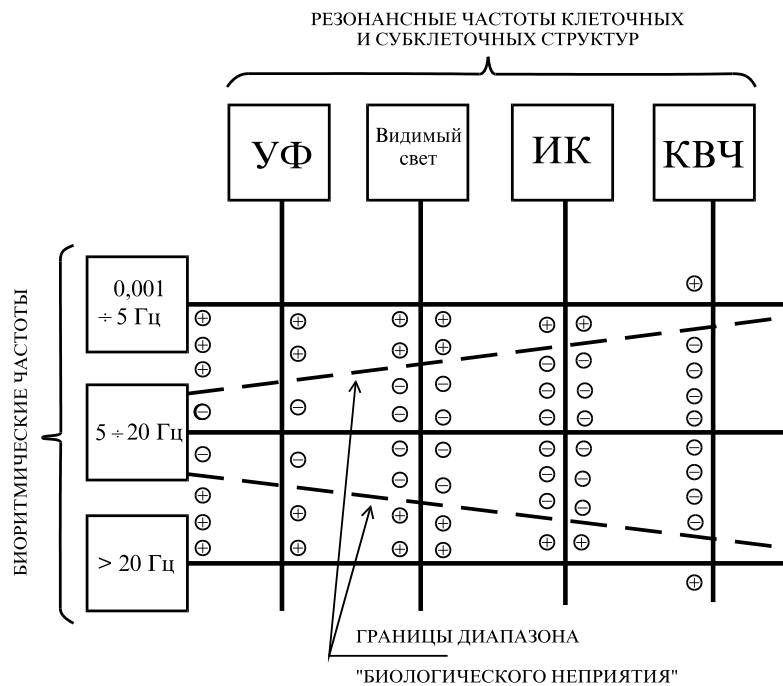 РЕЗОНАНСНЫЕ ЧАСТОТЫ КЛЕТОЧНЫХ
И СУБКЛЕТОЧНЫХ СТРУКТУР
УФ
Видимый
свет
ИК
КВЧ
БИОРИТМИЧЕСКИЕ ЧАСТОТЫ
0,001
÷ 5 Гц
5 ÷ 20 Гц
> 20 Гц
ГРАНИЦЫ ДИАПАЗОНА
"БИОЛОГИЧЕСКОГО НЕПРИЯТИЯ"